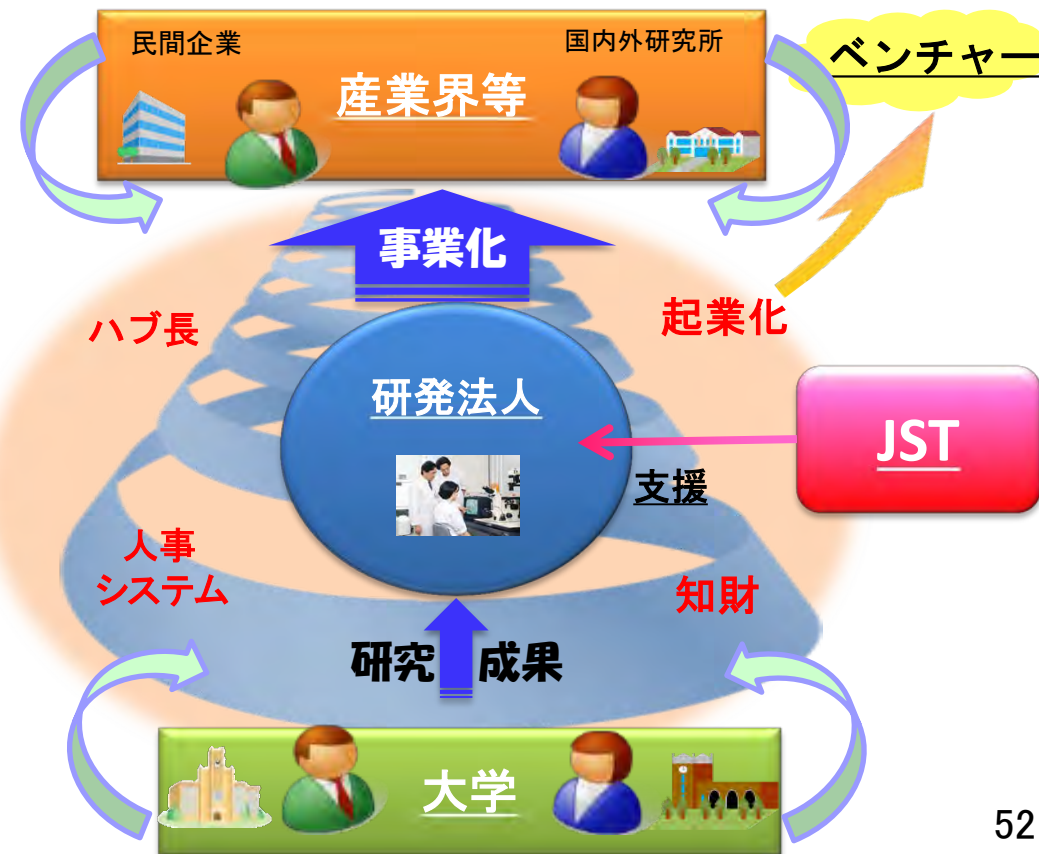 民間企業
国内外研究所
ベンチャー
産業界等
事業化
ハブ長
起業化
研発法人
JST
支援
人事
システム
知財
研究 成果
大学
52